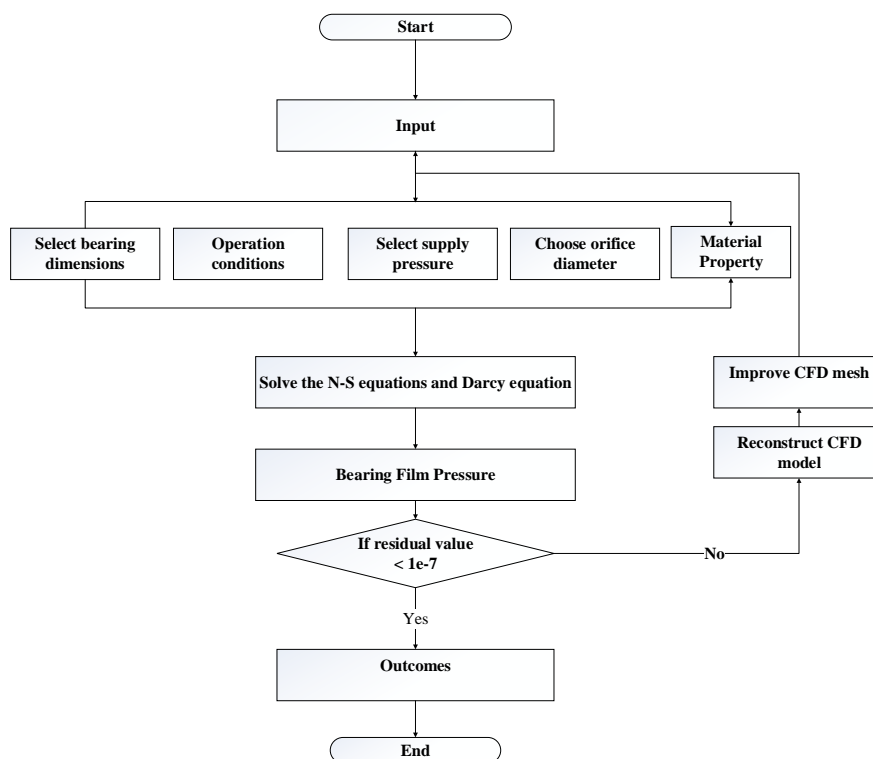 Start
Input
Select bearing
dimensions
Operation
conditions
Select supply
pressure
Choose orifice
diameter
Material
Property
Solve the N-S equations and Darcy equation
Improve CFD mesh
Reconstruct CFD
model
Bearing Film Pressure
If residual value
< 1e-7
No
Yes
Outcomes
End